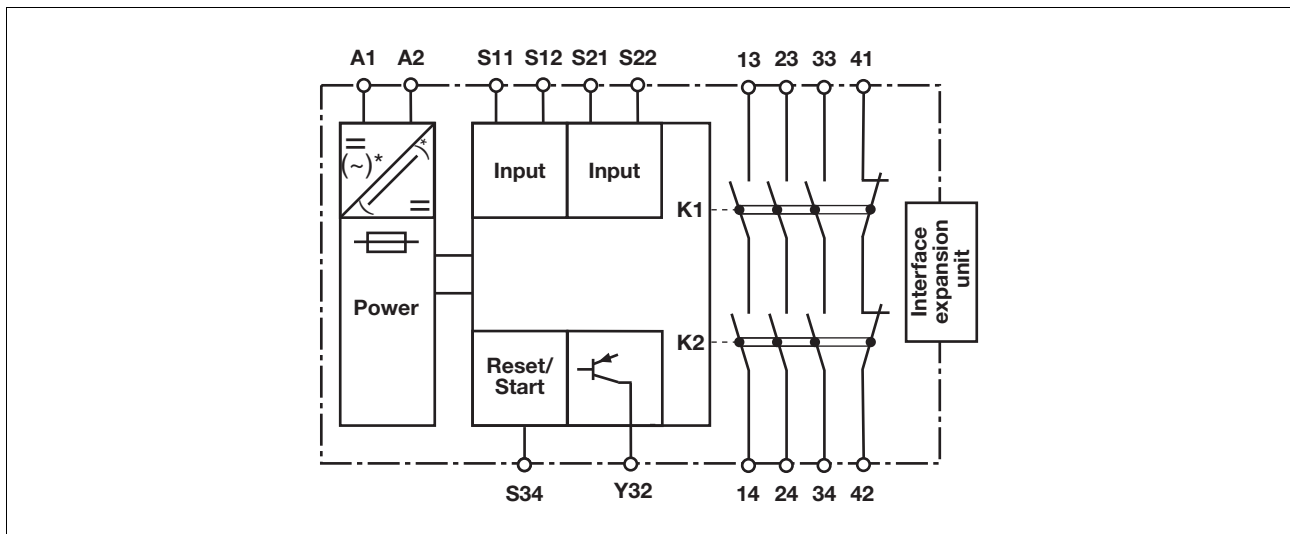 A1 A2 S11 S12 S21 S22 13 23 33 41
= (~)* ( )* =
Input Input
K1
Interface
expansion
unit
Power
K2
Reset/
Start
S34 Y32 14 24 34 42